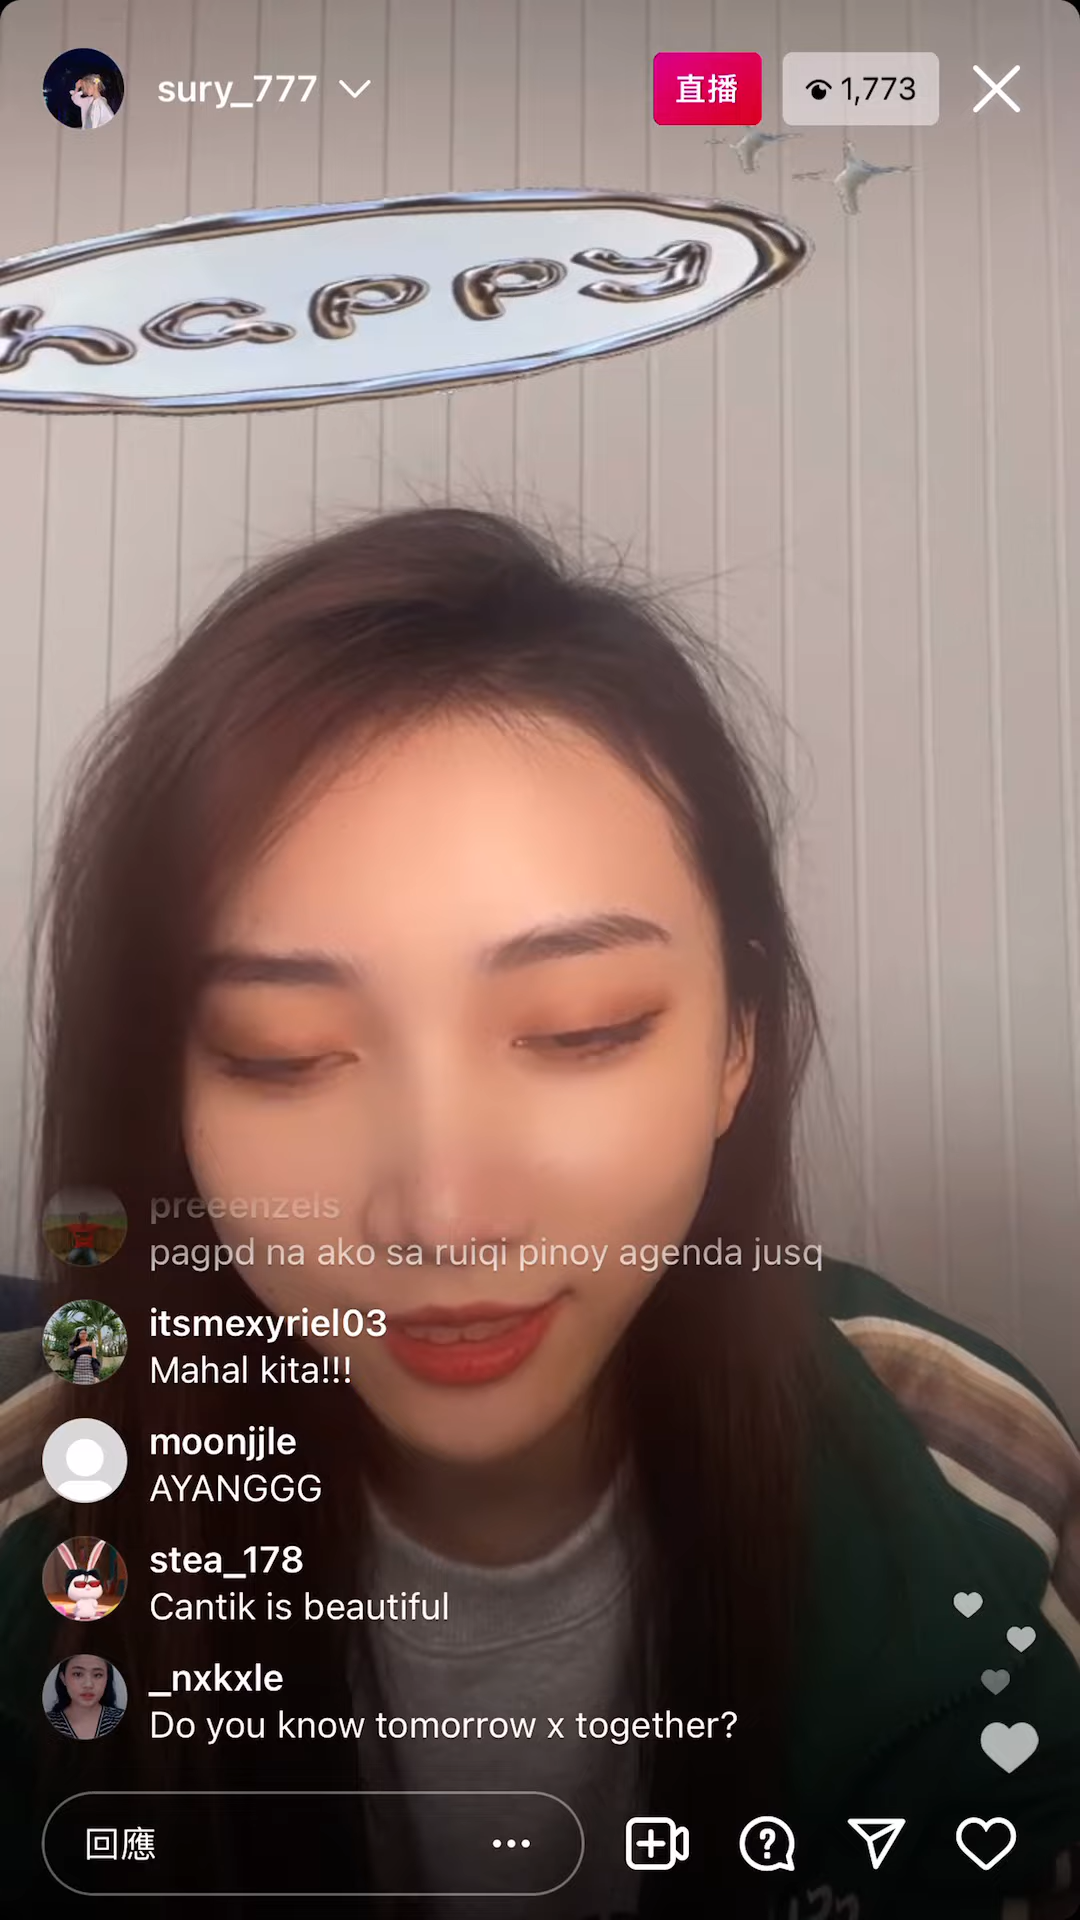 sury_777
直播
1,773
happy
preeenzels
pagpd na ako sa ruiqi pinoy agenda jusq
itsmexyriel03
Mahal kita!!!
moonjjle
AYANGGG
stea_178
Cantik is beautiful
_nxkxle
Do you know tomorrow x together?
回應